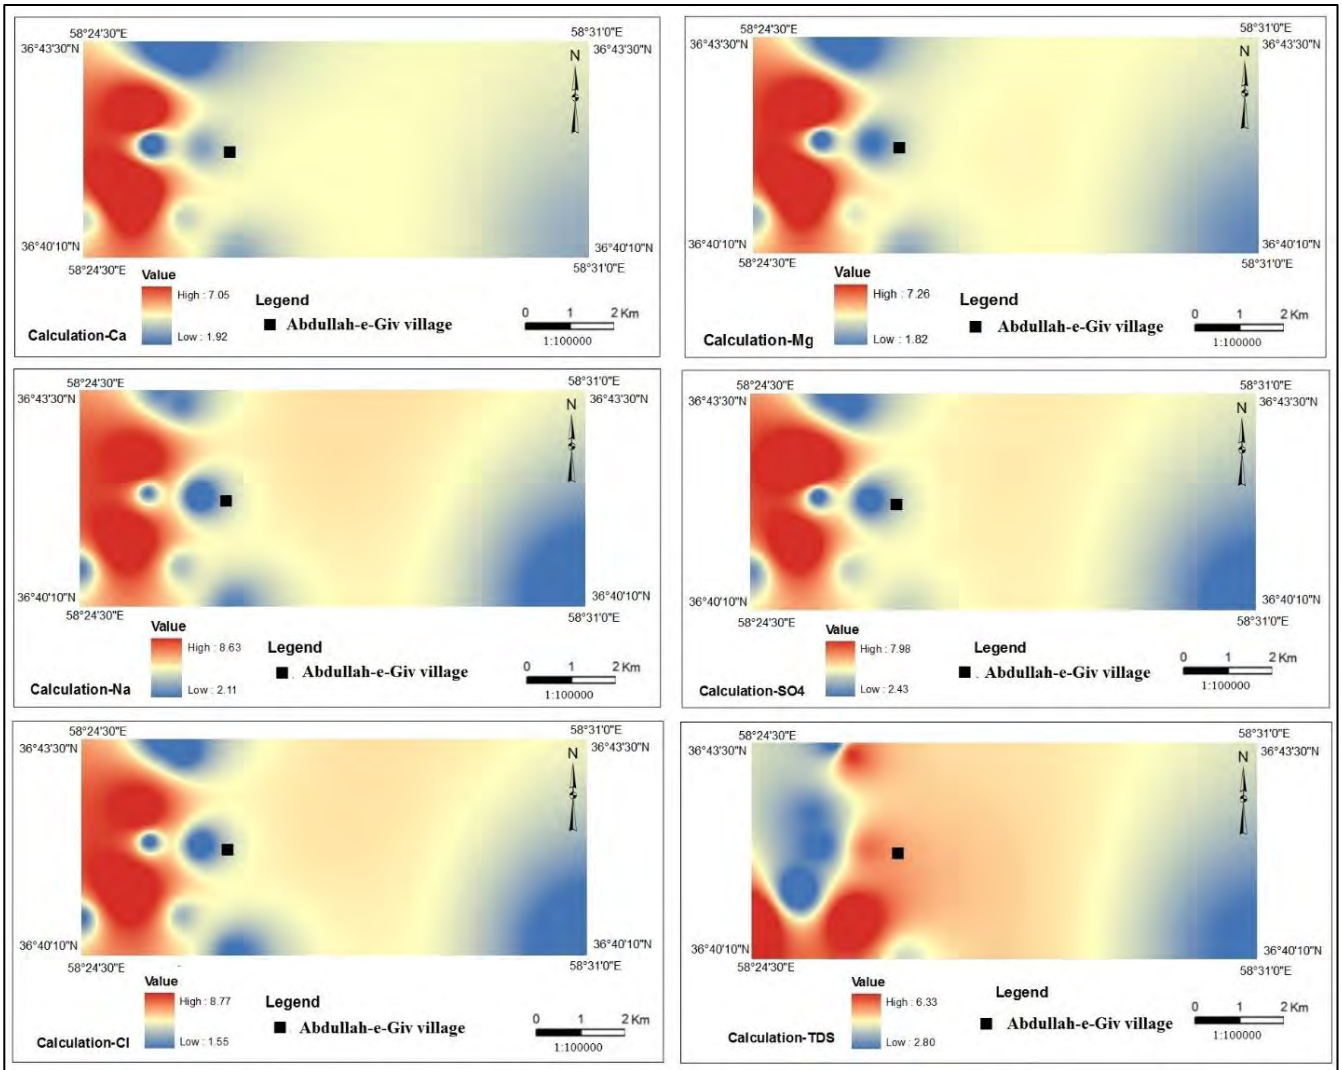 58°24'30"E 58°31'0"E
36°43'30"N 36°43'30"N
N
36°40'10"N 36°40'10"N
58°24'30"E 58°31'0"E
Value
High : 7.05
Low : 1.92
Calculation-Ca
Legend
Abdullah-e-Giv village
0 1 2 Km
1:100000
58°24'30"E 58°31'0"E
36°43'30"N 36°43'30"N
N
36°40'10"N 36°40'10"N
58°24'30"E 58°31'0"E
Value
High : 7.26
Low : 1.82
Calculation-Mg
Legend
Abdullah-e-Giv village
0 1 2 Km
1:100000
58°24'30"E 58°31'0"E
36°43'30"N 36°43'30"N
N
36°40'10"N 36°40'10"N
58°24'30"E 58°31'0"E
Value
High : 8.63
Low : 2.11
Calculation-Na
Legend
Abdullah-e-Giv village
0 1 2 Km
1:100000
58°24'30"E 58°31'0"E
36°43'30"N 36°43'30"N
N
36°40'10"N 36°40'10"N
58°24'30"E 58°31'0"E
Value
High : 7.98
Low : 2.43
Calculation-SO4
Legend
Abdullah-e-Giv village
0 1 2 Km
1:100000
58°24'30"E 58°31'0"E
36°43'30"N 36°43'30"N
N
36°40'10"N 36°40'10"N
58°24'30"E 58°31'0"E
Value
High : 8.77
Low : 1.55
Calculation-Cl
Legend
Abdullah-e-Giv village
0 1 2 Km
1:100000
58°24'30"E 58°31'0"E
36°43'30"N 36°43'30"N
N
36°40'10"N 36°40'10"N
58°24'30"E 58°31'0"E
Value
High : 6.33
Low : 2.80
Calculation-TDS
Legend
Abdullah-e-Giv village
0 1 2 Km
1:100000